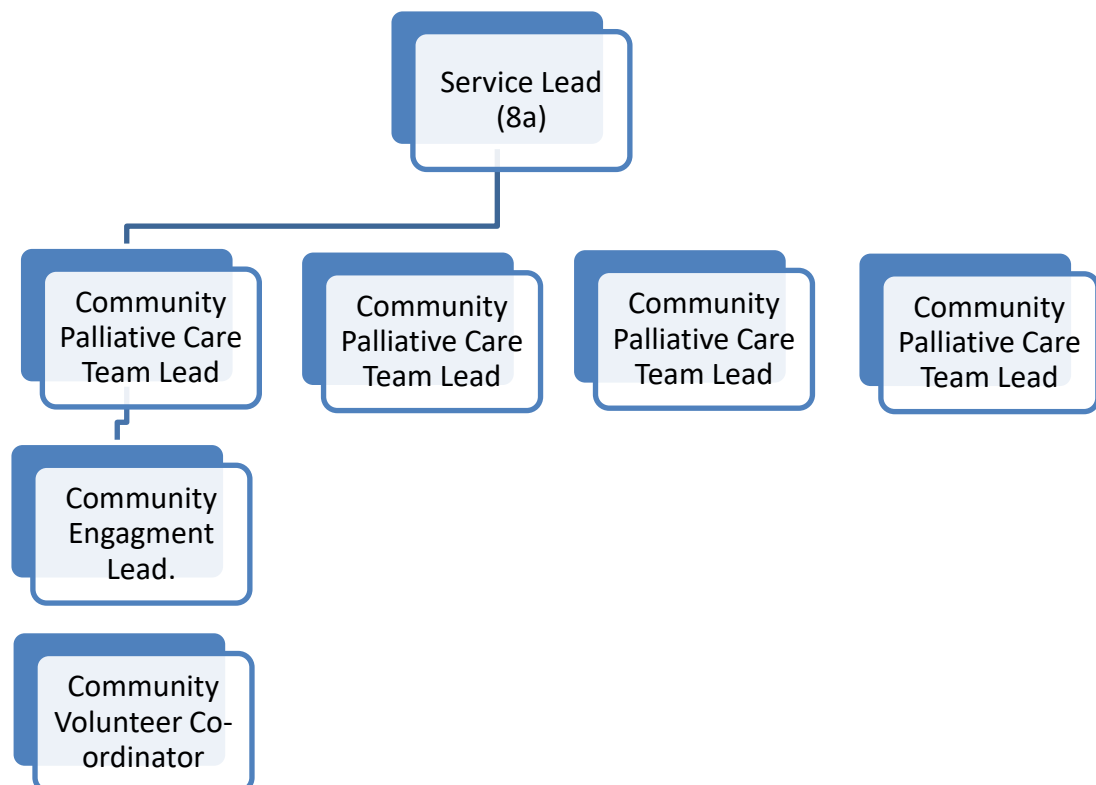 Service Lead
(8a)
Community
Palliative Care
Team Lead
Community
Palliative Care
Team Lead
Community
Palliative Care
Team Lead
Community
Palliative Care
Team Lead
Community
Engagment
Lead.
Community
Volunteer Co-
ordinator